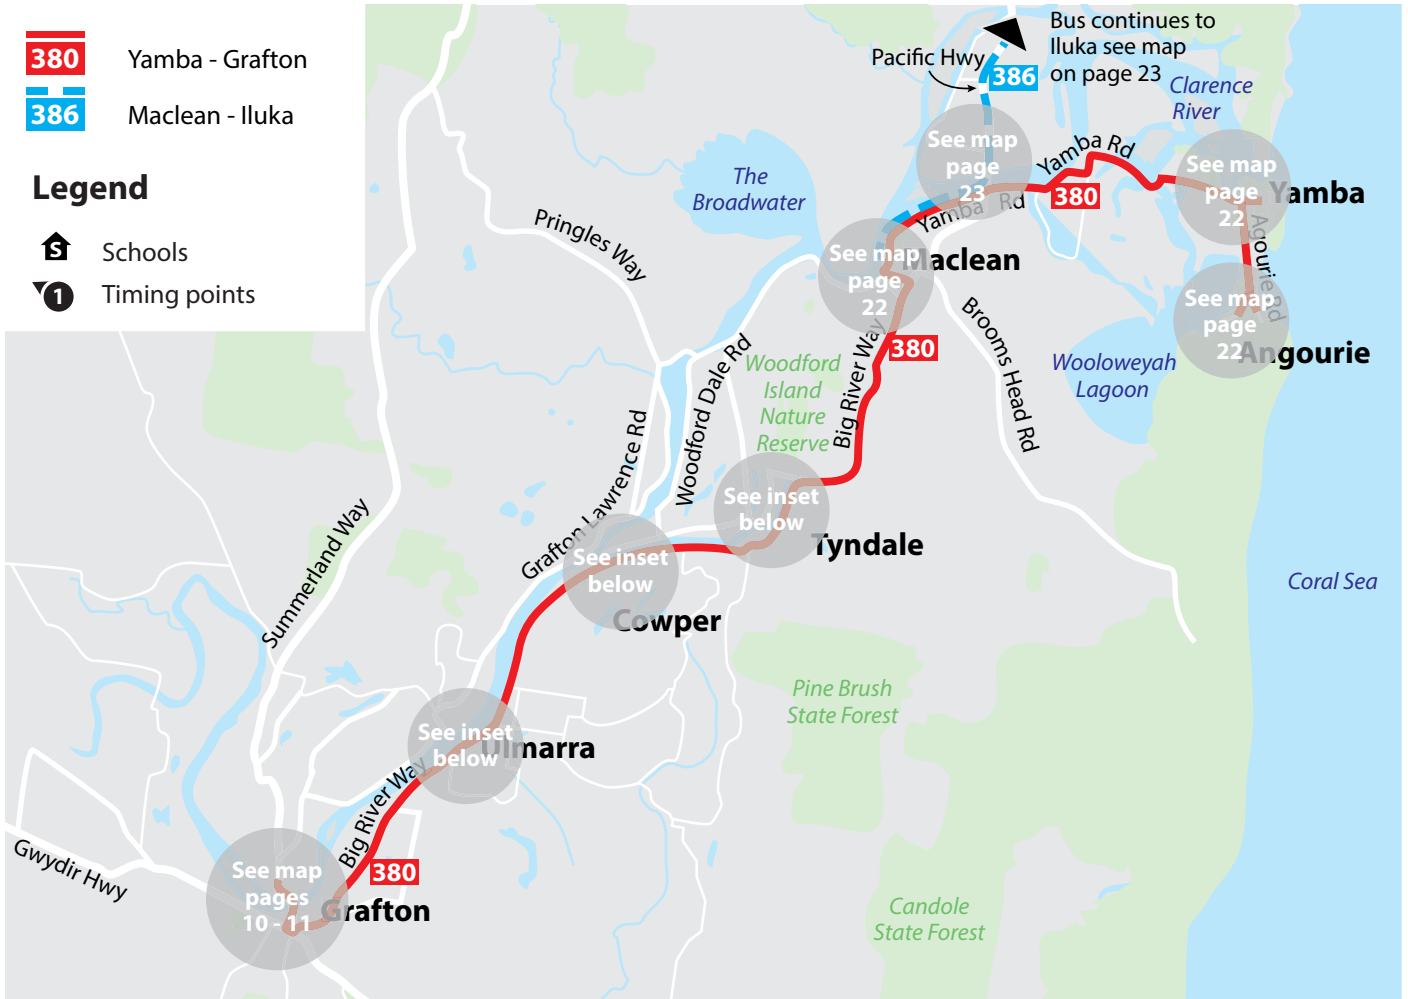 380 Yamba - Grafton
386 Maclean - Iluka
Legend
S Schools
1 Timing points
Bus continues to
Iluka see map
on page 23
Pacific Hwy
386
Clarence
River
See map
page
23
Yamba Rd
380
Yamba Rd
See map
page
22
Yamba
Agourie Rd
The
Broadwater
Pringles Way
See map
page
22
Maclean
See map
page
22
Angourie
380
Big River Way
Brooms Head Rd
Wooloweyah
Lagoon
Woodford
Island
Nature
Reserve
Woodford Dale Rd
Grafton Lawrence Rd
Summerland Way
See inset
below
Tyndale
See inset
below
Cowper
Coral Sea
Pine Brush
State Forest
See inset
below
Ulmarra
Big River Way
380
Gwydir Hwy
See map
pages
10 - 11
Grafton
Candole
State Forest